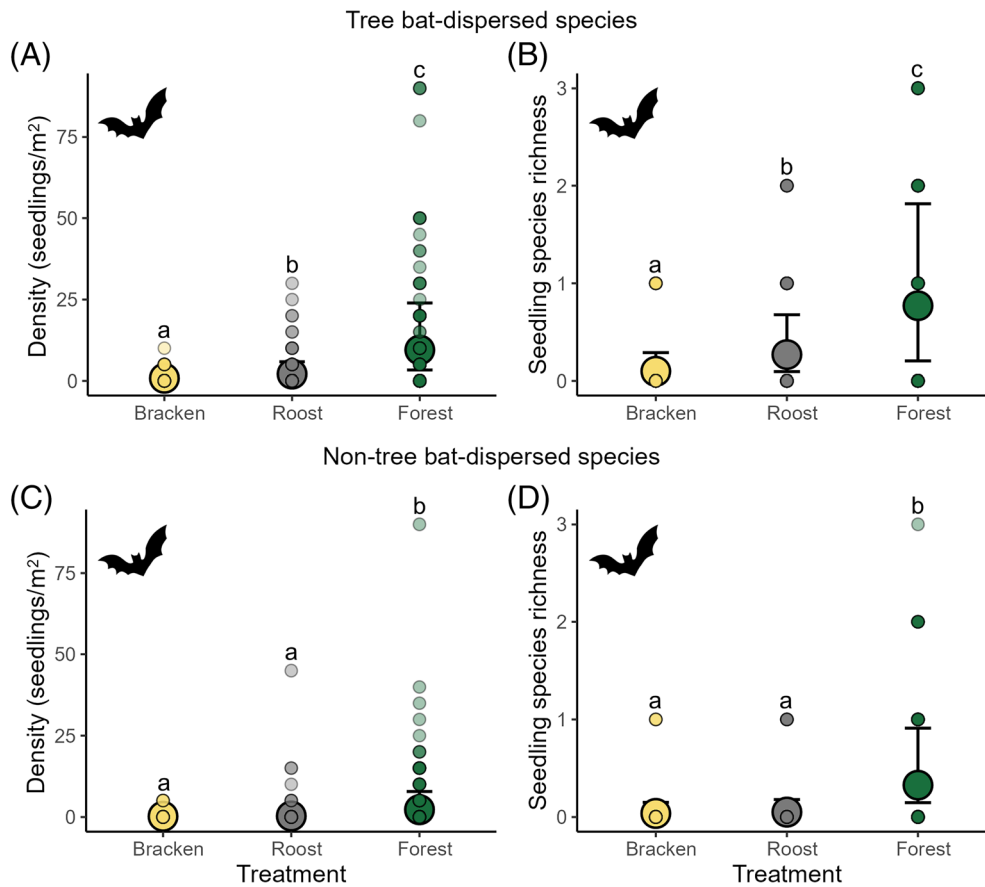 Tree bat-dispersed species
(A)
Density (seedlings/m²)
75
50
25
0
a
b
c
Bracken Roost Forest
(B)
Seedling species richness
3
2
1
0
a
b
c
Bracken Roost Forest
Non-tree bat-dispersed species
(C)
Density (seedlings/m²)
75
50
25
0
a
a
b
Bracken Roost Forest
Treatment
(D)
Seedling species richness
3
2
1
0
a
a
b
Bracken Roost Forest
Treatment